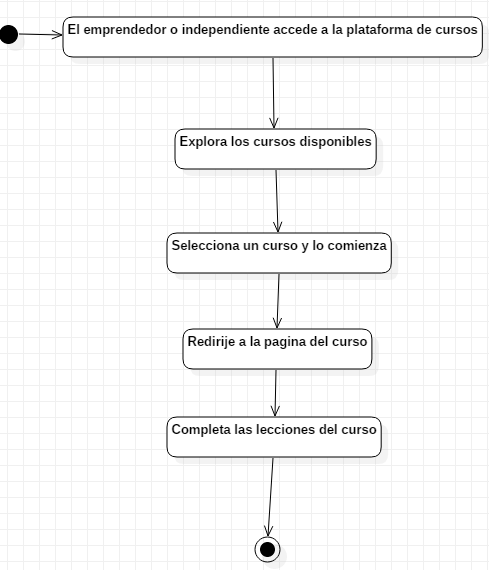 El emprendedor o independiente accede a la plataforma de cursos
Explora los cursos disponibles
Selecciona un curso y lo comienza
Redirije a la pagina del curso
Completa las lecciones del curso